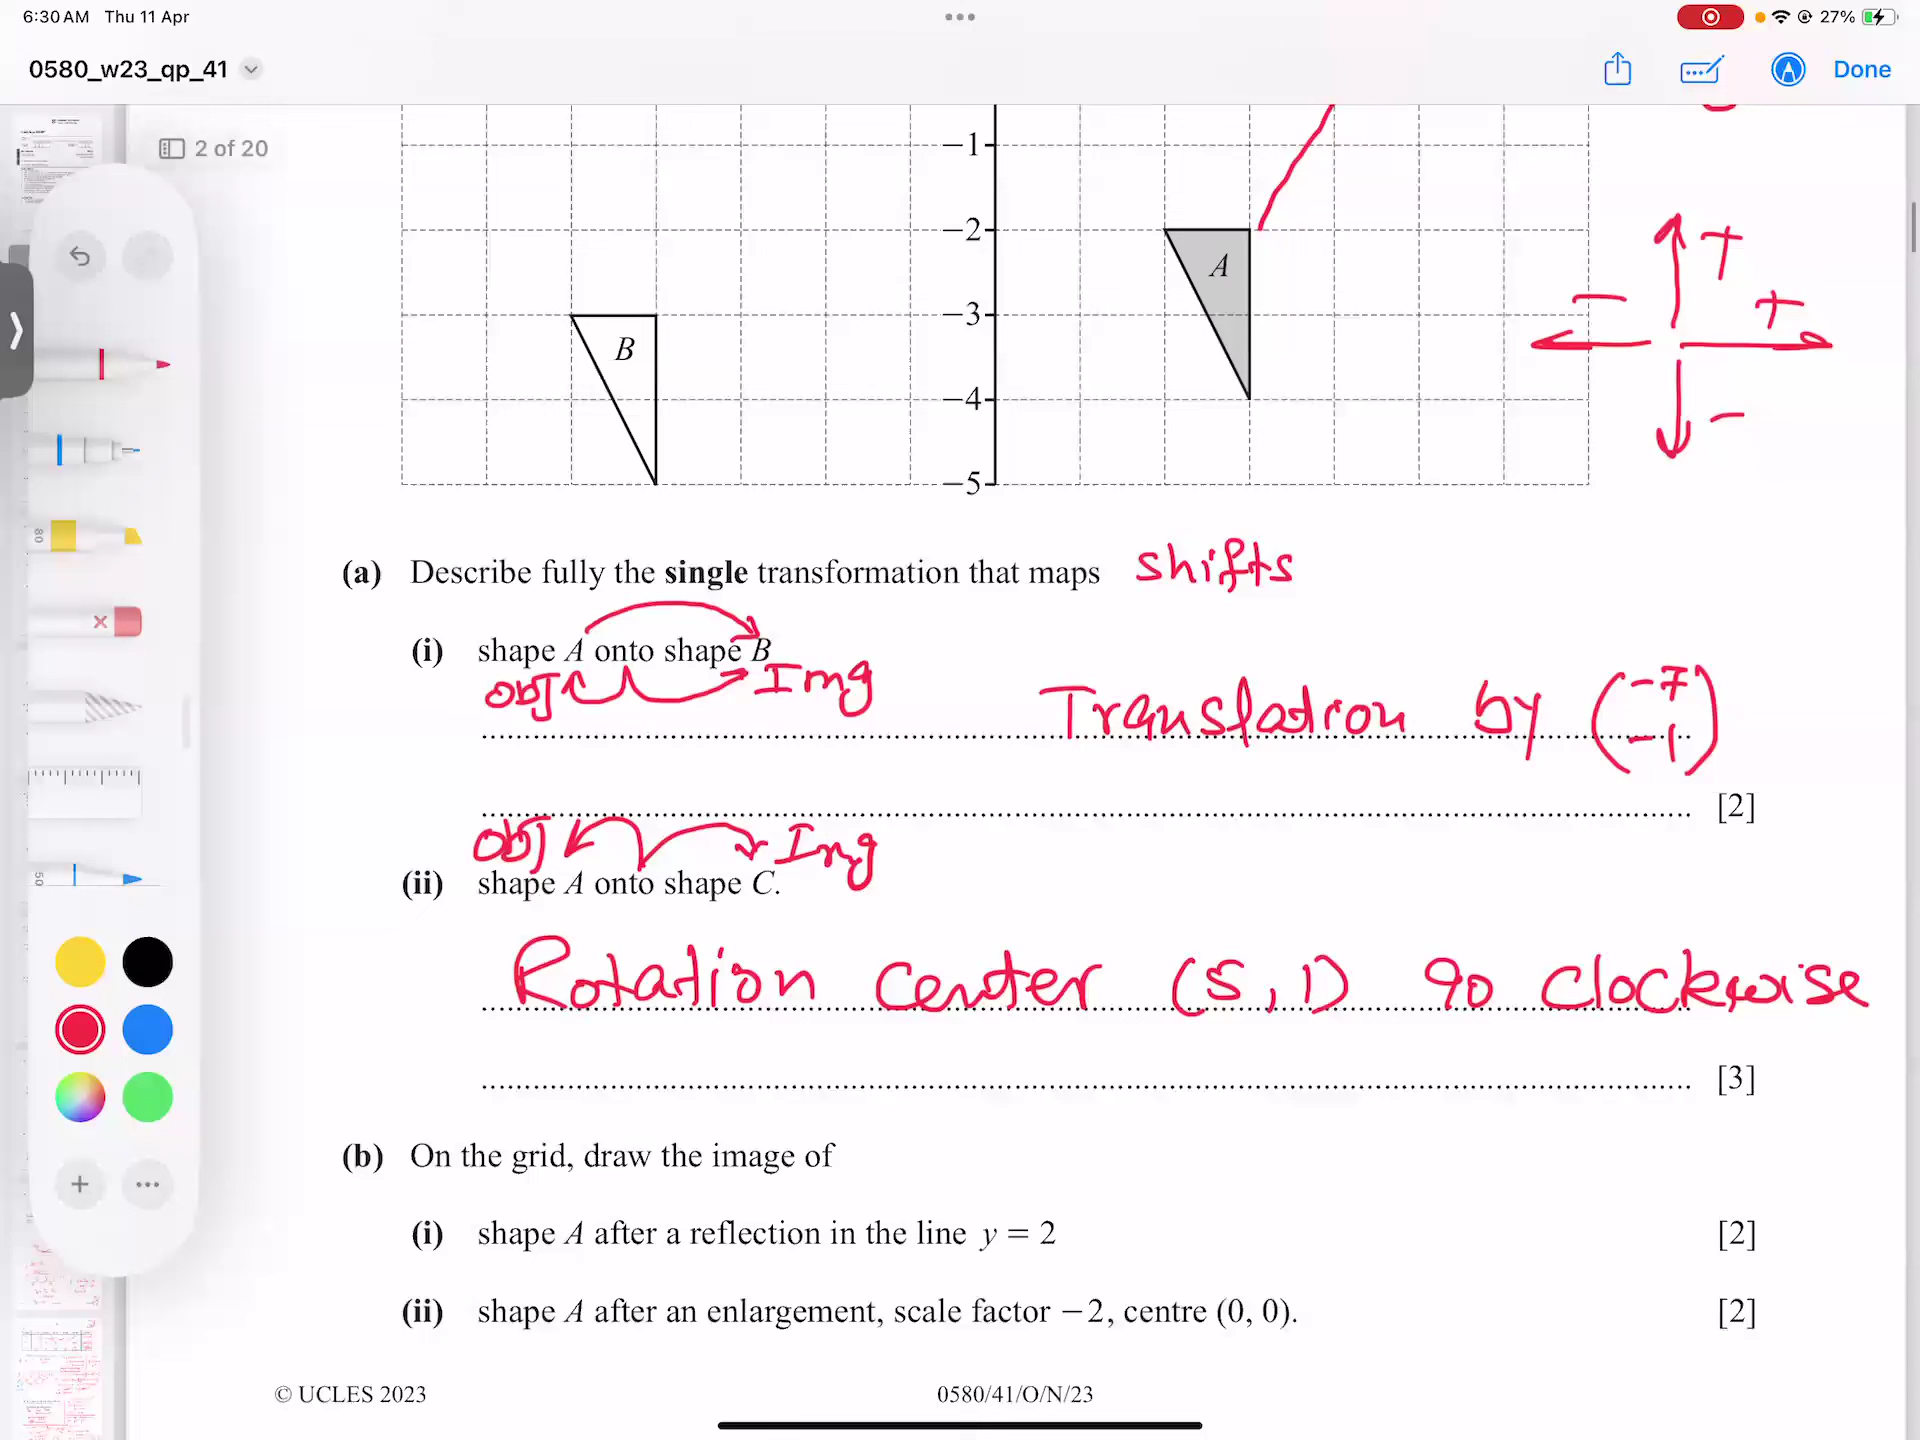 6:30 AM Thu 11 Apr
27%
0580_w23_qp_41
Done
2 of 20
−1
−2
A
−3
B
−4
−5
+
− +
−
(a) Describe fully the single transformation that maps shifts
(i) shape A onto shape B
Obj Img
Translation by (-7 -1)
[2]
Obj Img
(ii) shape A onto shape C.
Rotation center (5,1) 90 clockwise
[3]
(b) On the grid, draw the image of
(i) shape A after a reflection in the line y = 2 [2]
(ii) shape A after an enlargement, scale factor −2, centre (0, 0). [2]
© UCLES 2023 0580/41/O/N/23
80
50